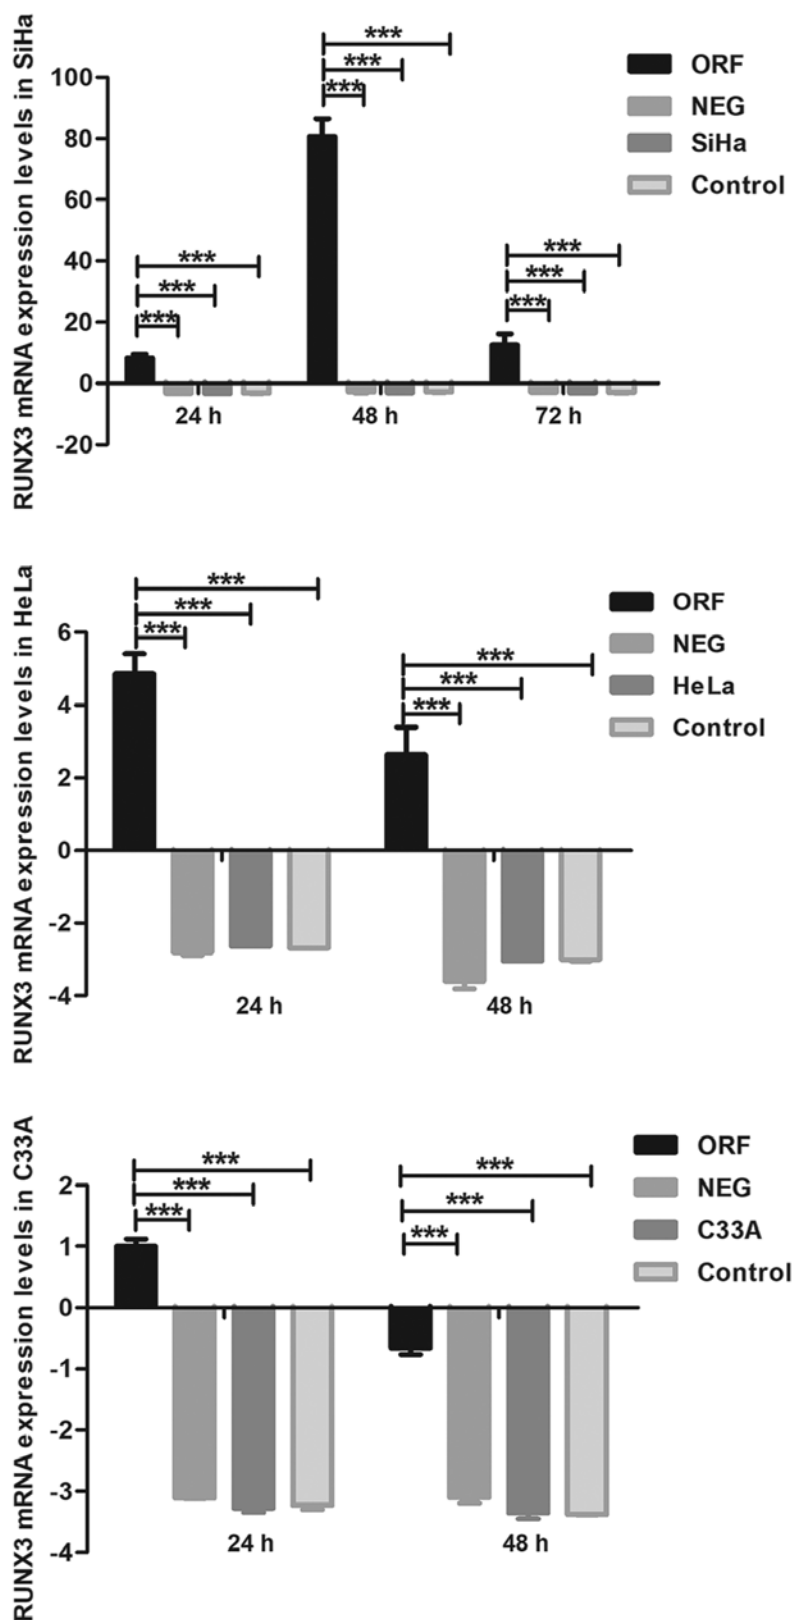 RUNX3 mRNA expression levels in SiHa
100
80
60
40
20
0
-20
***
***
***
***
***
***
***
***
***
24 h
48 h
72 h
ORF
NEG
SiHa
Control
RUNX3 mRNA expression levels in HeLa
6
4
2
0
-2
-4
***
***
***
***
***
***
24 h
48 h
ORF
NEG
HeLa
Control
RUNX3 mRNA expression levels in C33A
2
1
0
-1
-2
-3
-4
***
***
***
***
***
***
24 h
48 h
ORF
NEG
C33A
Control